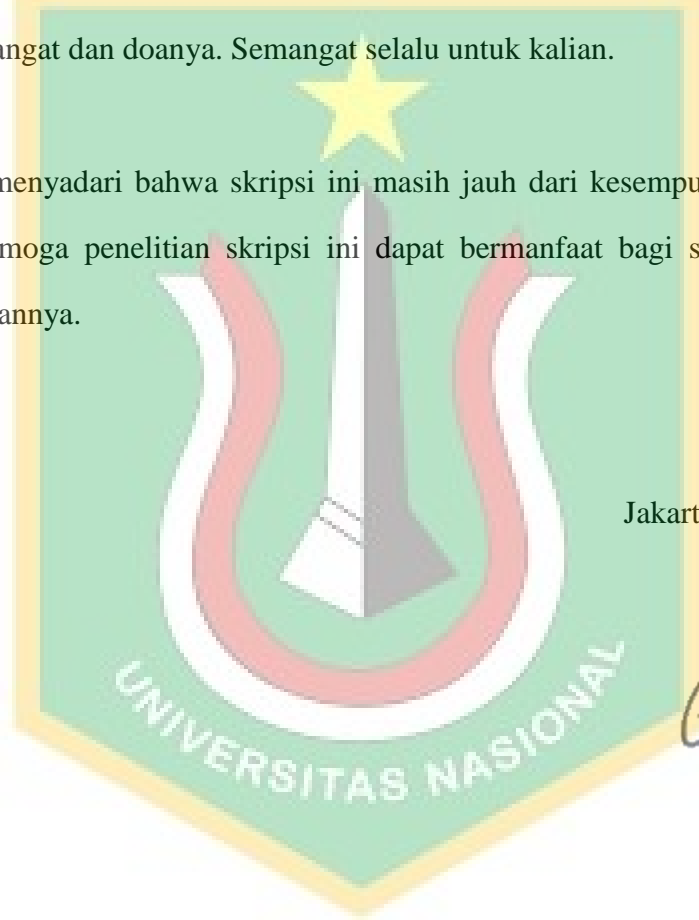 angat dan doanya. Semangat selalu untuk kalian.
menyadari bahwa skripsi ini masih jauh dari kesempu
moga penelitian skripsi ini dapat bermanfaat bagi s
annya.
Jakart
UNIVERSITAS NASIONAL